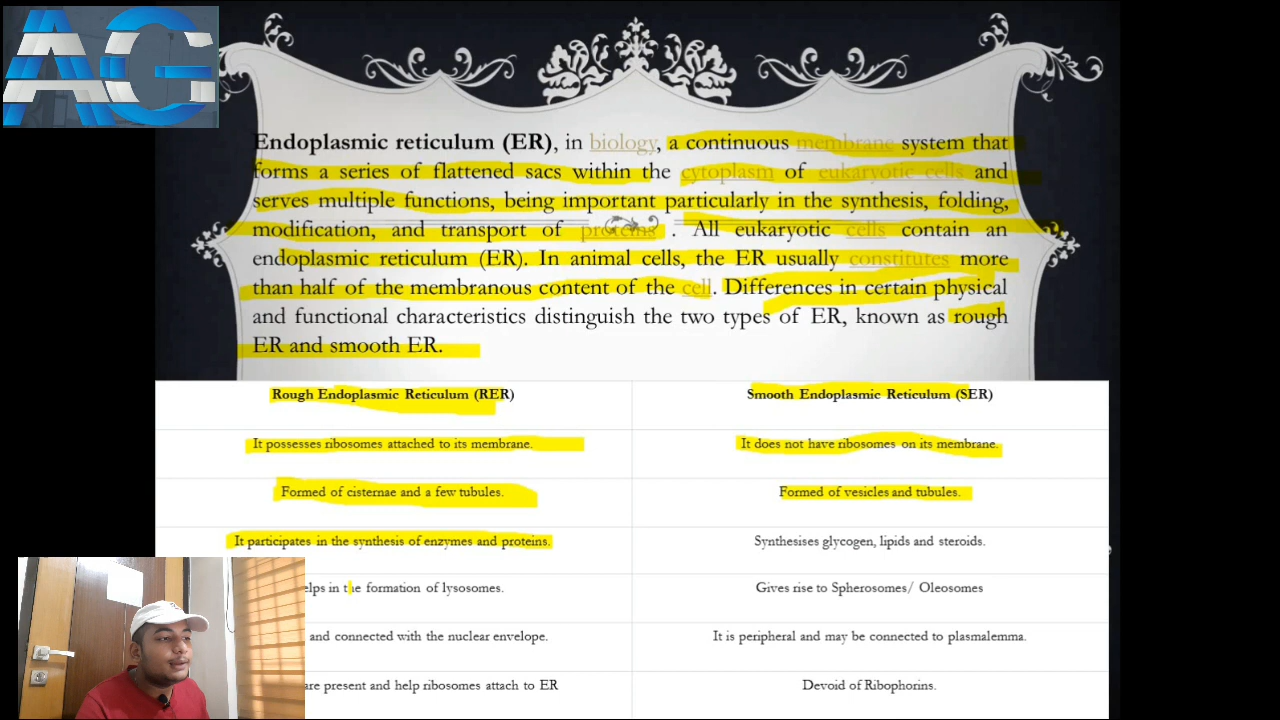 AG
Endoplasmic reticulum (ER), in biology, a continuous membrane system that
forms a series of flattened sacs within the cytoplasm of eukaryotic cells and
serves multiple functions, being important particularly in the synthesis, folding,
modification, and transport of proteins . All eukaryotic cells contain an
endoplasmic reticulum (ER). In animal cells, the ER usually constitutes more
than half of the membranous content of the cell. Differences in certain physical
and functional characteristics distinguish the two types of ER, known as rough
ER and smooth ER.
Rough Endoplasmic Reticulum (RER)
Smooth Endoplasmic Reticulum (SER)
It possesses ribosomes attached to its membrane.
It does not have ribosomes on its membrane.
Formed of cisternae and a few tubules.
Formed of vesicles and tubules.
It participates in the synthesis of enzymes and proteins.
Synthesises glycogen, lipids and steroids.
elps in the formation of lysosomes.
Gives rise to Spherosomes/ Oleosomes
and connected with the nuclear envelope.
It is peripheral and may be connected to plasmalemma.
are present and help ribosomes attach to ER
Devoid of Ribophorins.